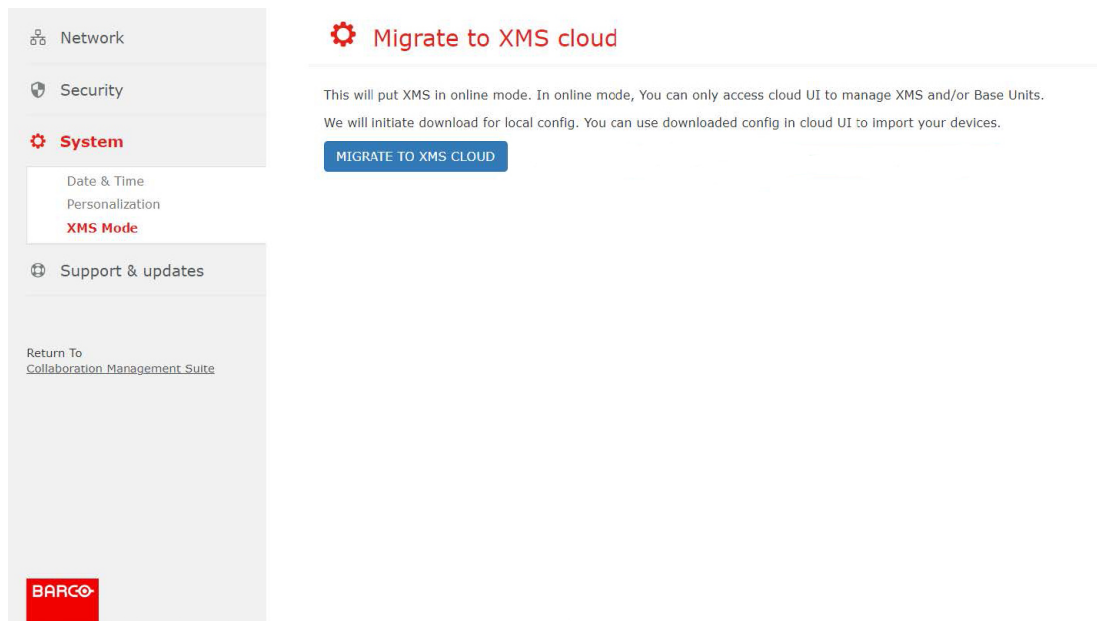 Network
Security
System
Date & Time
Personalization
XMS Mode
Support & updates
Return To
Collaboration Management Suite
BARCO
Migrate to XMS cloud
This will put XMS in online mode. In online mode, You can only access cloud UI to manage XMS and/or Base Units.
We will initiate download for local config. You can use downloaded config in cloud UI to import your devices.
MIGRATE TO XMS CLOUD